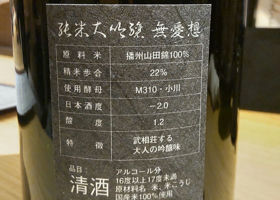 純米大吟醸 無憂想
原料米 播州山田錦100%
精米歩合 22%
使用酵母 M310・小川
日本酒度 −2.0
酸度 1.2
特徴 武相荘する
大人の吟醸味
品目
清酒
アルコール分
16度以上17度未満
原材料名 米、米こうじ
国産米100%使用